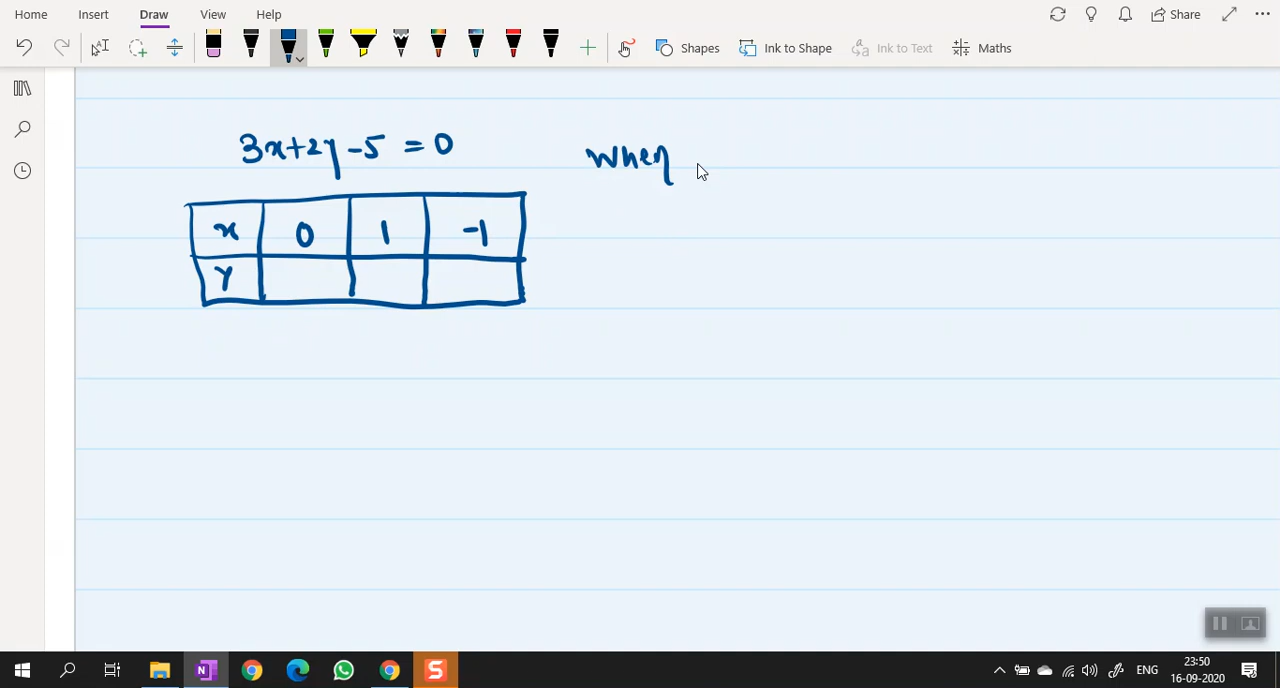 Home Insert Draw View Help Share
Shapes Ink to Shape Ink to Text Maths
3x+2y-5 = 0 when
x 0 1 -1
Y
S
N
ENG 23:50
16-09-2020